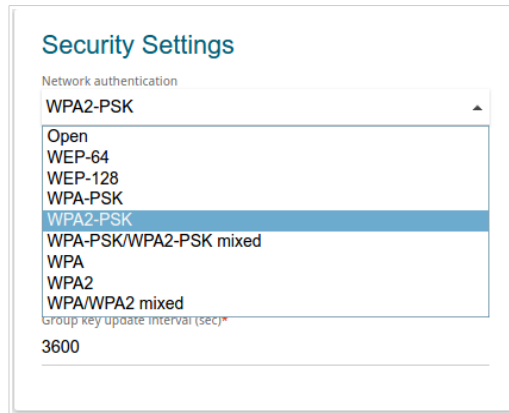 Security Settings
Network authentication
WPA2-PSK
Open
WEP-64
WEP-128
WPA-PSK
WPA2-PSK
WPA-PSK/WPA2-PSK mixed
WPA
WPA2
WPA/WPA2 mixed
Group key update interval (sec)*
3600